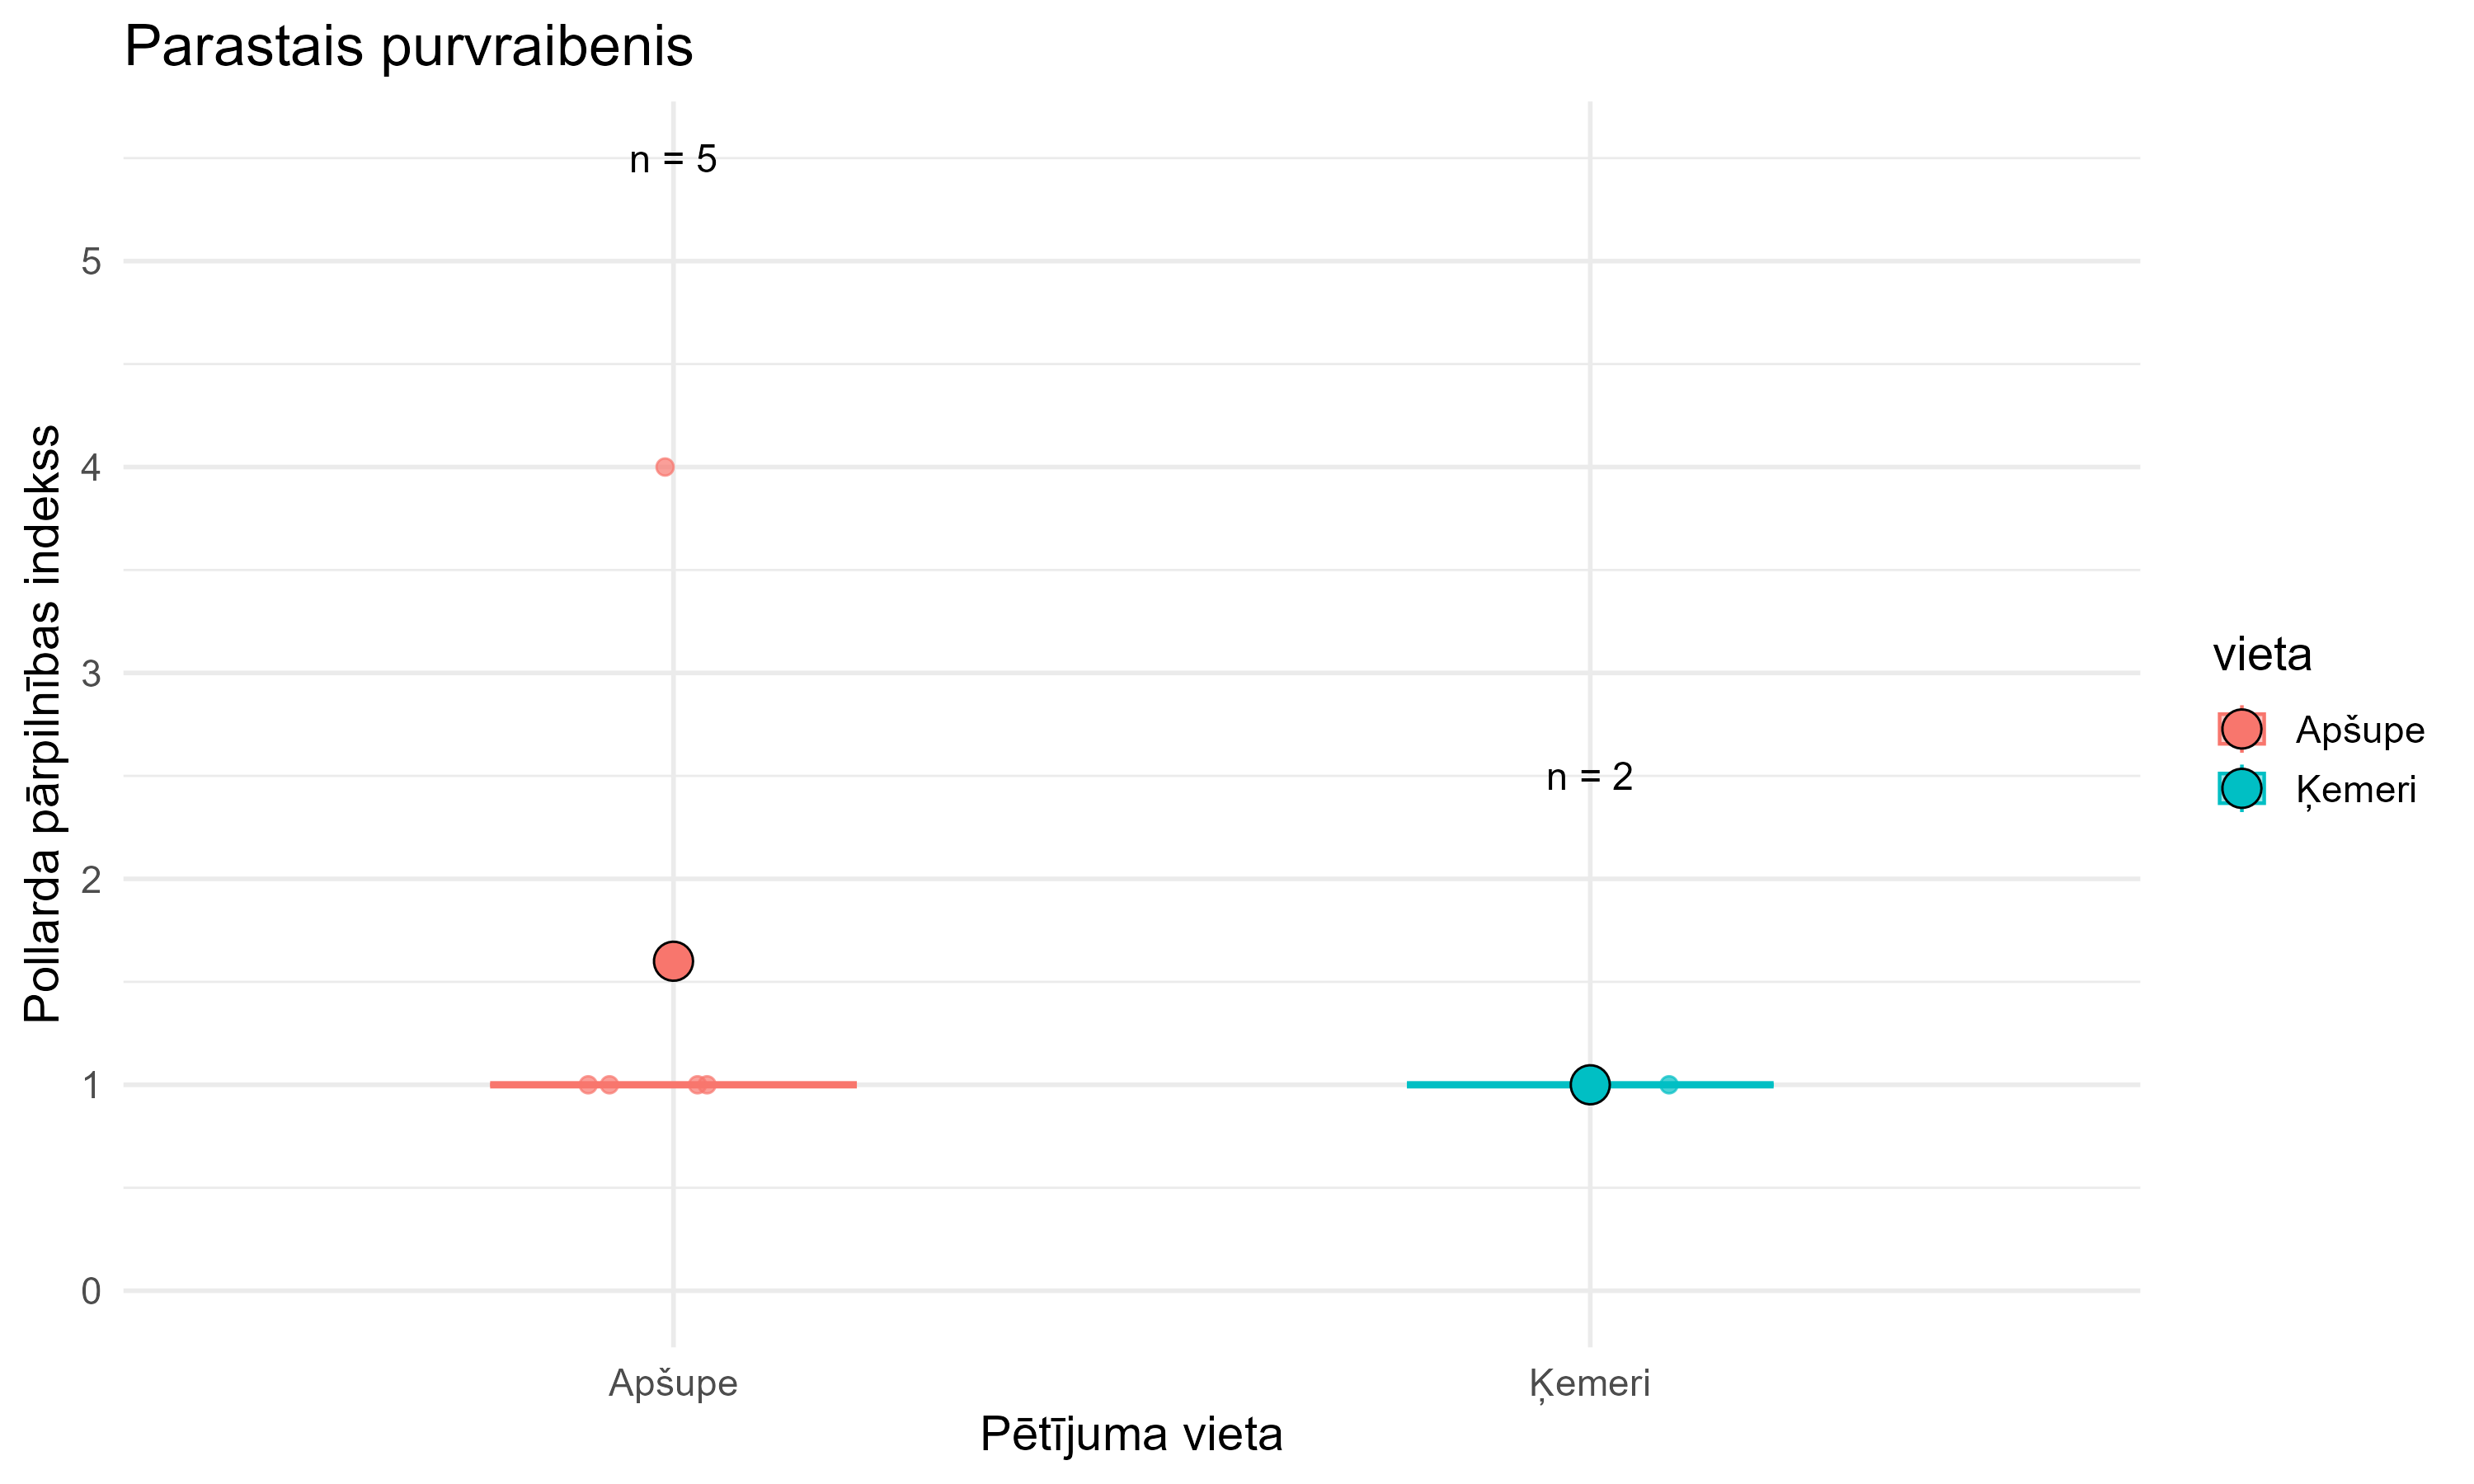 Parastais purvraibenis
n = 5
5
4
3
n = 2
2
1
0
Pollarda pārpilnības indekss
Apšupe
Ķemeri
Pētījuma vieta
vieta
Apšupe
Ķemeri